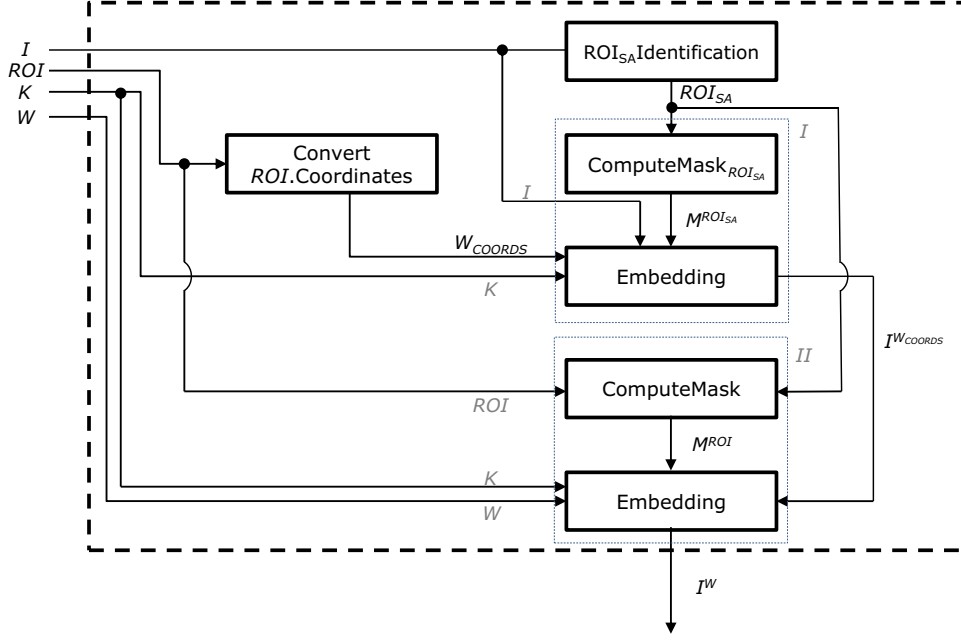 I
ROI
K
W
ROI_SA Identification
ROI_SA
I
Convert
ROI.Coordinates
ComputeMask_ROI_SA
I
M^ROI_SA
W_COORDS
Embedding
K
I^W_COORDS
II
ComputeMask
ROI
M^ROI
K
Embedding
W
I^W